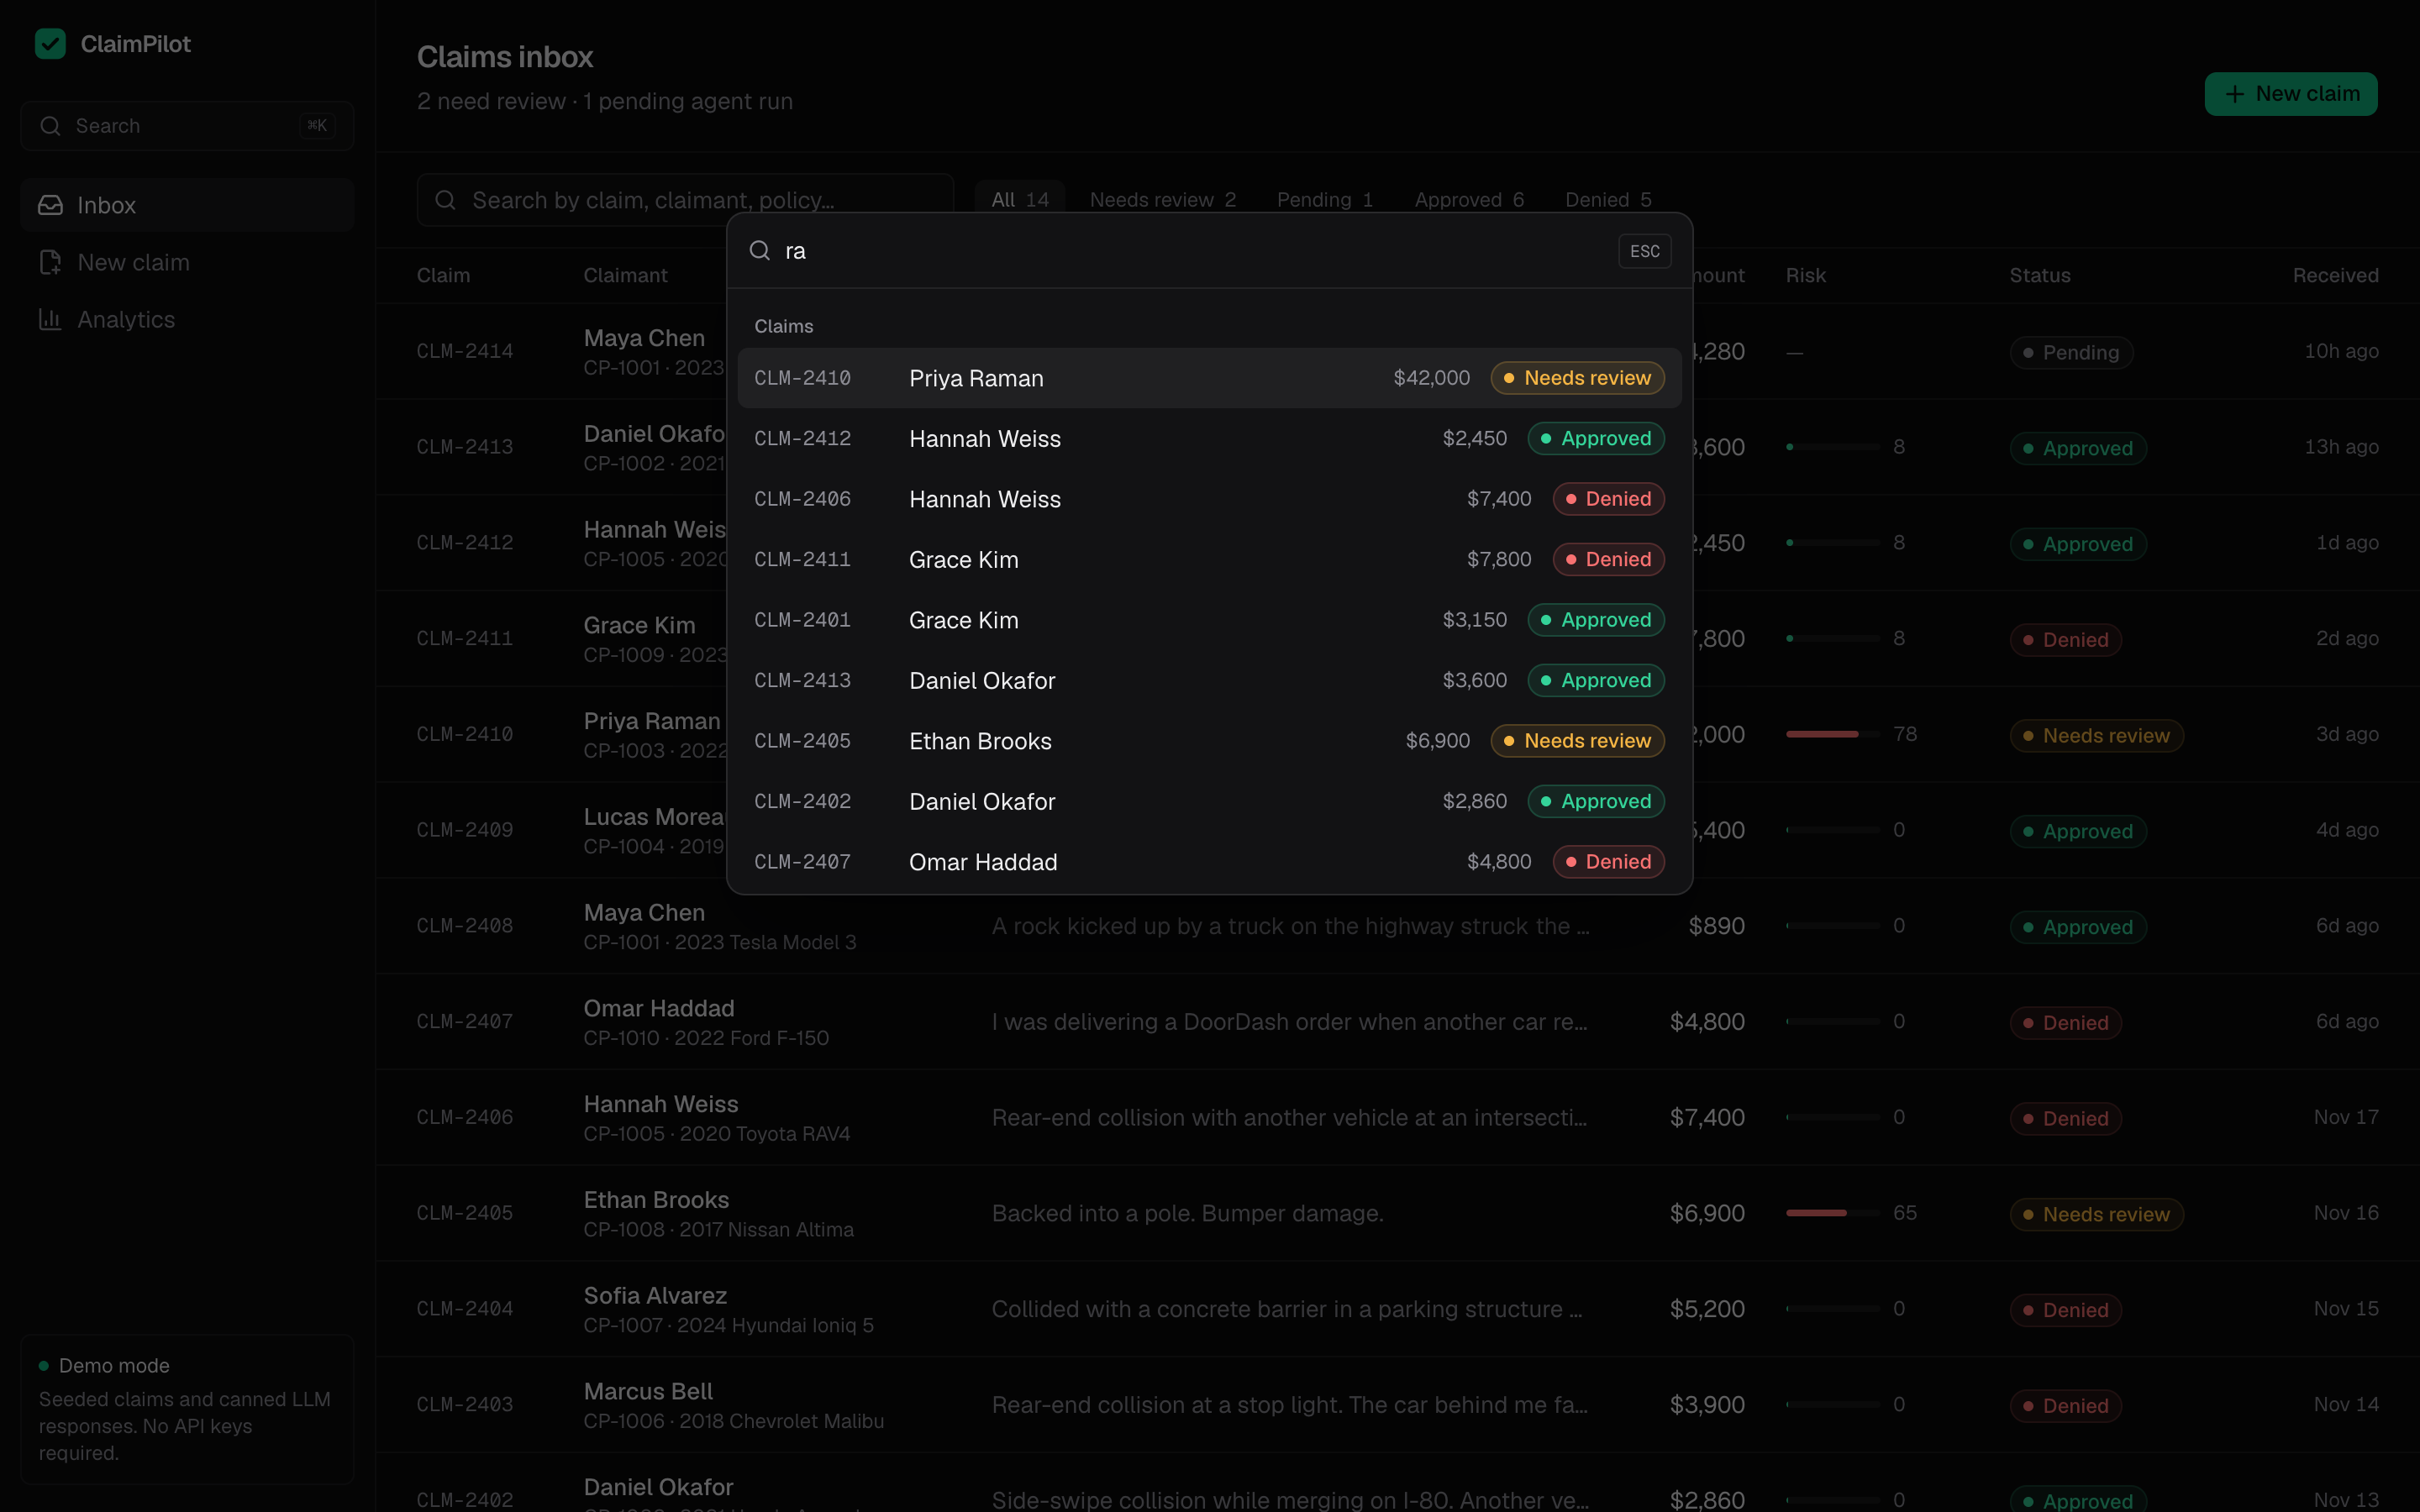 ClaimPilot
Search ⌘K
Inbox
New claim
Analytics
Demo mode
Seeded claims and canned LLM
responses. No API keys
required.
Claims inbox
2 need review · 1 pending agent run
New claim
Search by claim, claimant, policy…
All 14 Needs review 2 Pending 1 Approved 6 Denied 5
ra ESC
Claims
CLM-2410 Priya Raman $42,000 Needs review
CLM-2412 Hannah Weiss $2,450 Approved
CLM-2406 Hannah Weiss $7,400 Denied
CLM-2411 Grace Kim $7,800 Denied
CLM-2401 Grace Kim $3,150 Approved
CLM-2413 Daniel Okafor $3,600 Approved
CLM-2405 Ethan Brooks $6,900 Needs review
CLM-2402 Daniel Okafor $2,860 Approved
CLM-2407 Omar Haddad $4,800 Denied
Claim Claimant Risk Status Received
CLM-2414 Maya Chen ,280 — Pending 10h ago
CP-1001 · 2023
CLM-2413 Daniel Okafo ,600 8 Approved 13h ago
CP-1002 · 2021
CLM-2412 Hannah Weis ,450 8 Approved 1d ago
CP-1005 · 2020
CLM-2411 Grace Kim ,800 8 Denied 2d ago
CP-1009 · 2023
CLM-2410 Priya Raman ,000 78 Needs review 3d ago
CP-1003 · 2022
CLM-2409 Lucas Morea ,400 0 Approved 4d ago
CP-1004 · 2019
CLM-2408 Maya Chen A rock kicked up by a truck on the highway struck the … $890 0 Approved 6d ago
CP-1001 · 2023 Tesla Model 3
CLM-2407 Omar Haddad I was delivering a DoorDash order when another car re… $4,800 0 Denied 6d ago
CP-1010 · 2022 Ford F-150
CLM-2406 Hannah Weiss Rear-end collision with another vehicle at an intersecti… $7,400 0 Denied Nov 17
CP-1005 · 2020 Toyota RAV4
CLM-2405 Ethan Brooks Backed into a pole. Bumper damage. $6,900 65 Needs review Nov 16
CP-1008 · 2017 Nissan Altima
CLM-2404 Sofia Alvarez Collided with a concrete barrier in a parking structure … $5,200 0 Denied Nov 15
CP-1007 · 2024 Hyundai Ioniq 5
CLM-2403 Marcus Bell Rear-end collision at a stop light. The car behind me fa… $3,900 0 Denied Nov 14
CP-1006 · 2018 Chevrolet Malibu
CLM-2402 Daniel Okafor Side-swipe collision while merging on I-80. Another ve… $2,860 0 Approved Nov 13